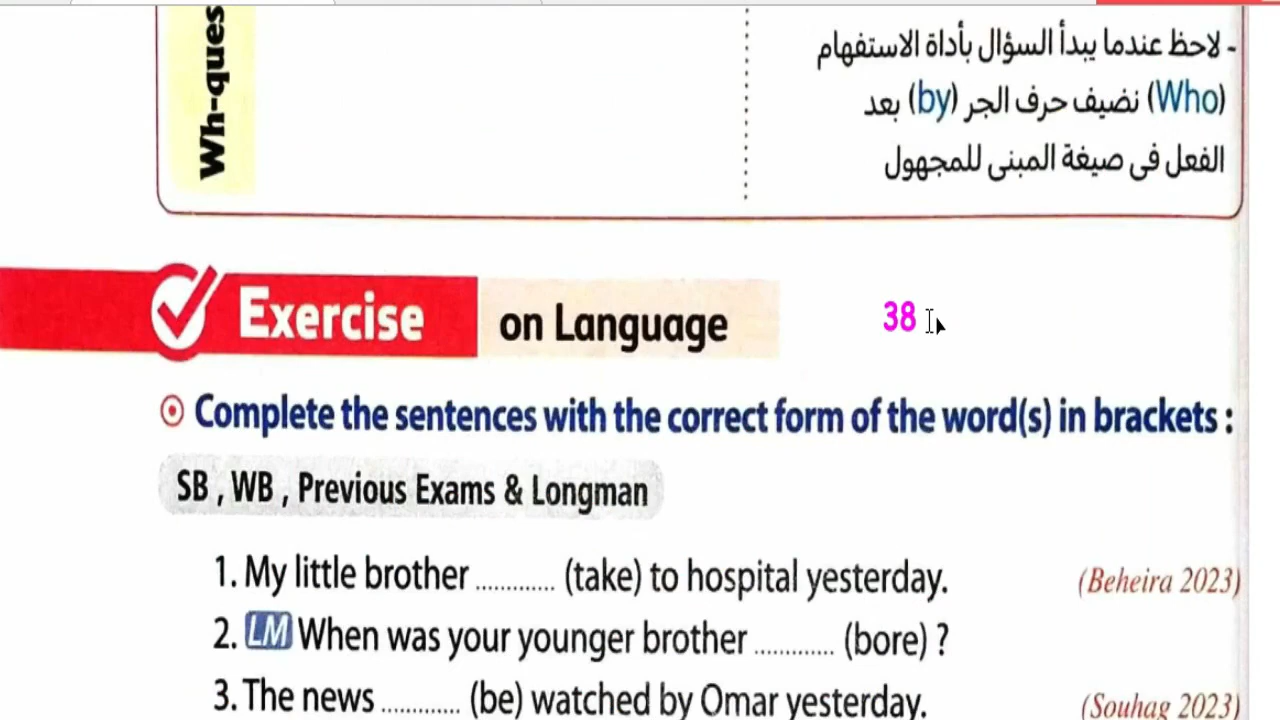 Wh-ques
- لاحظ عندما يبدأ السؤال بأداة الاستفهام
(Who) نضيف حرف الجر (by) بعد
الفعل فى صيغة المبنى للمجهول
Exercise on Language
38
Complete the sentences with the correct form of the word(s) in brackets :
SB , WB , Previous Exams & Longman
1. My little brother ............ (take) to hospital yesterday. (Beheira 2023)
2. LM When was your younger brother ............ (bore) ?
3. The news ............ (be) watched by Omar yesterday. (Souhag 2023)